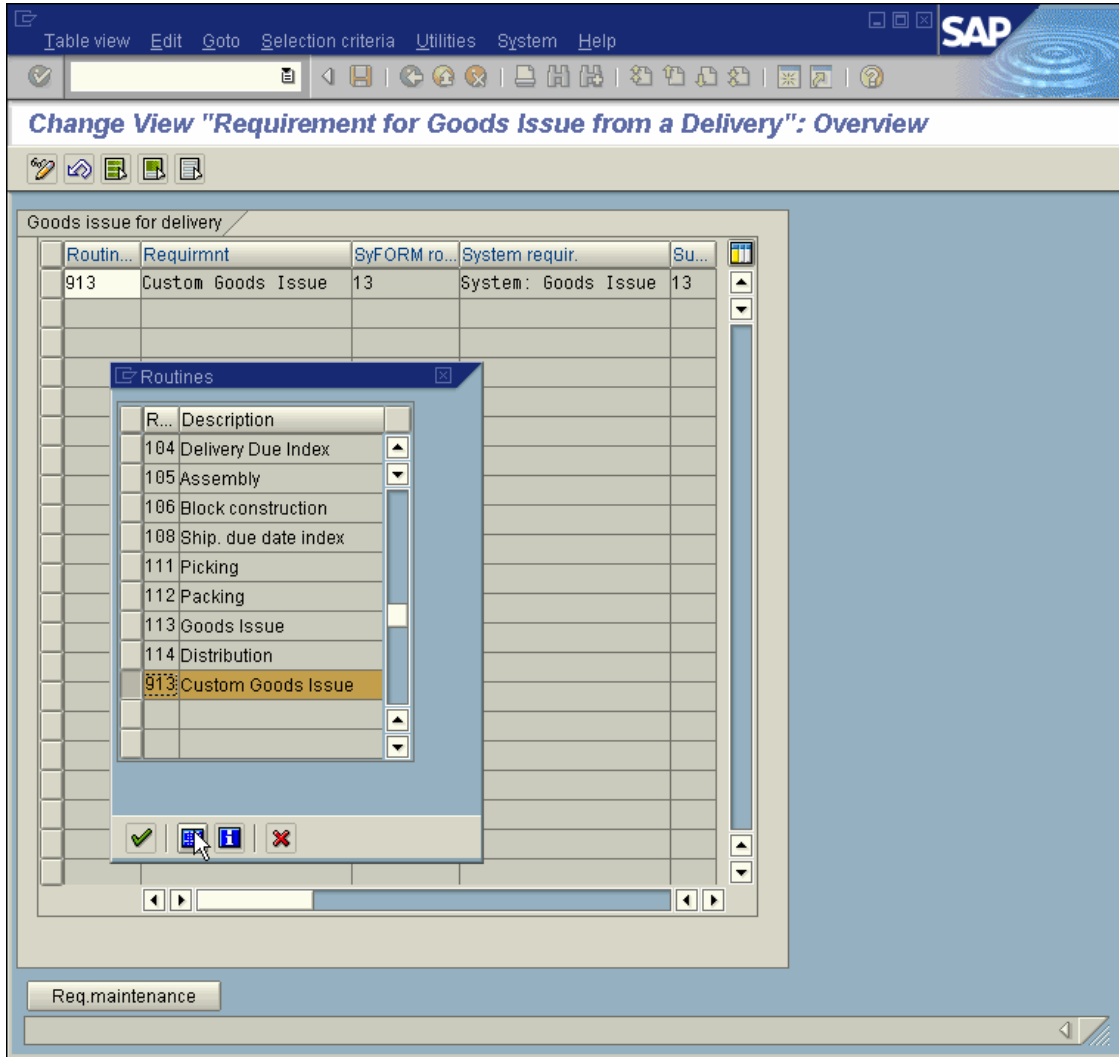 Table view Edit Goto Selection criteria Utilities System Help
SAP
Change View "Requirement for Goods Issue from a Delivery": Overview
Goods issue for delivery
Routin... Requirmnt SyFORM ro... System requir. Su...
913 Custom Goods Issue 13 System: Goods Issue 13
Routines
R... Description
104 Delivery Due Index
105 Assembly
106 Block construction
108 Ship. due date index
111 Picking
112 Packing
113 Goods Issue
114 Distribution
913 Custom Goods Issue
Req.maintenance